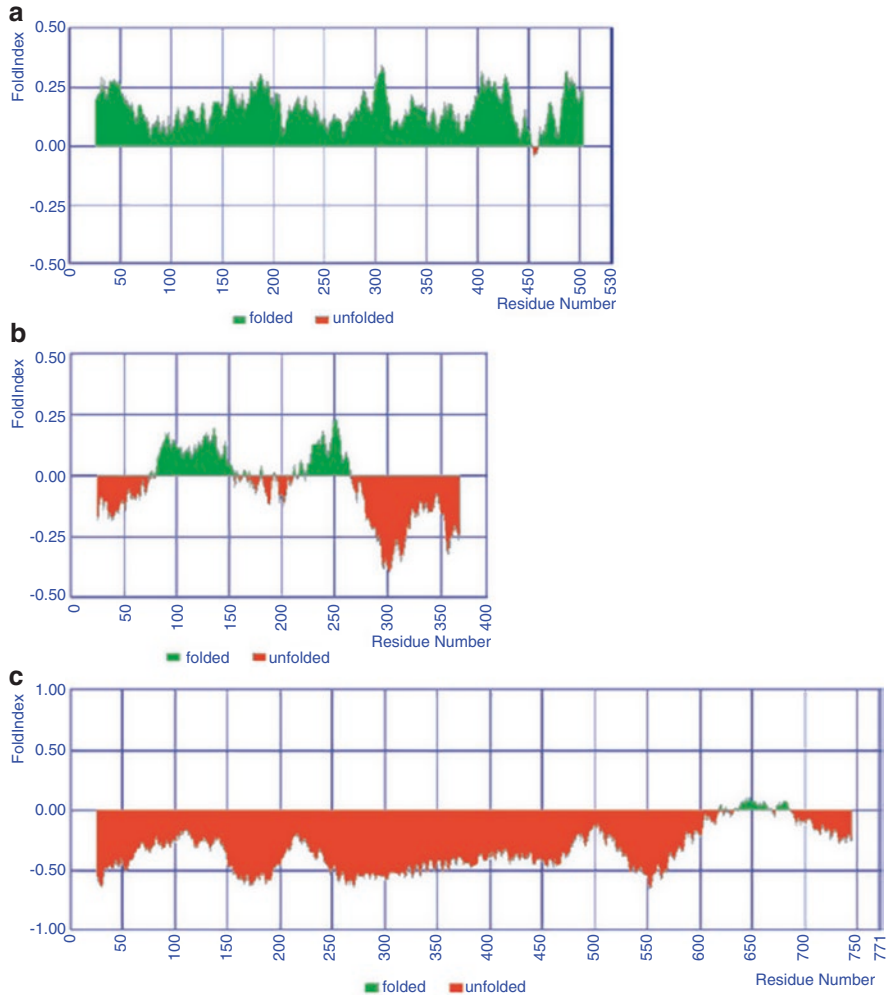 a
FoldIndex
0.50
0.25
0.00
-0.25
-0.50
0 50 100 150 200 250 300 350 400 450 500 530
Residue Number
folded unfolded
b
FoldIndex
0.50
0.25
0.00
-0.25
-0.50
0 50 100 150 200 250 300 350 400
Residue Number
folded unfolded
c
FoldIndex
1.00
0.50
0.00
-0.50
-1.00
0 50 100 150 200 250 300 350 400 450 500 550 600 650 700 750 771
Residue Number
folded unfolded